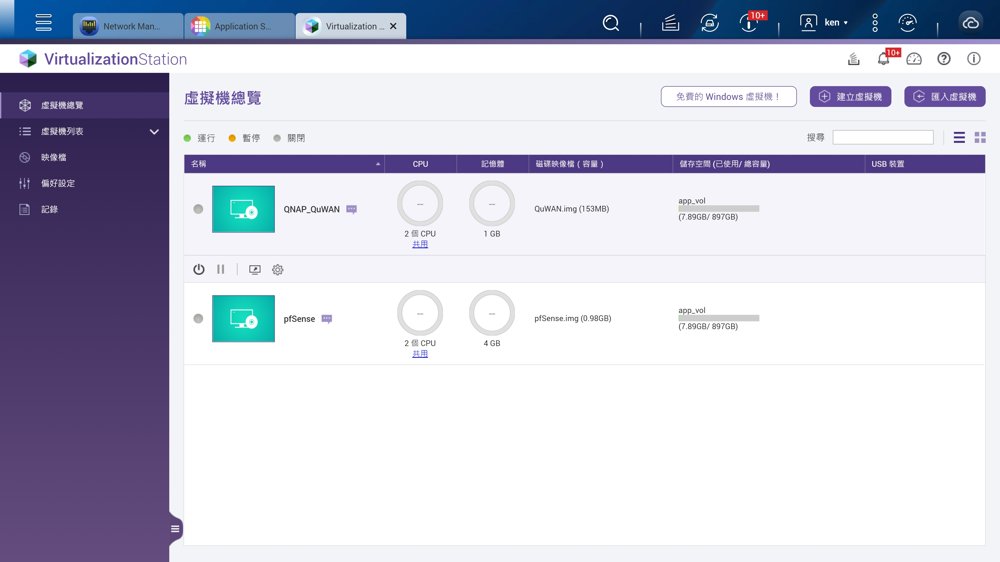 Network Man...
Application S...
Virtualization ...
10+
ken
VirtualizationStation
10+
虛擬機總覽
虛擬機列表
映像檔
偏好設定
記錄
虛擬機總覽
免費的 Windows 虛擬機！
建立虛擬機
匯入虛擬機
運行
暫停
關閉
搜尋
名稱
CPU
記憶體
磁碟映像檔 ( 容量 )
儲存空間 (已使用/ 總容量)
USB 裝置
QNAP_QuWAN
--
2 個 CPU
共用
--
1 GB
QuWAN.img (153MB)
app_vol
(7.89GB/ 897GB)
pfSense
--
2 個 CPU
共用
--
4 GB
pfSense.img (0.98GB)
app_vol
(7.89GB/ 897GB)